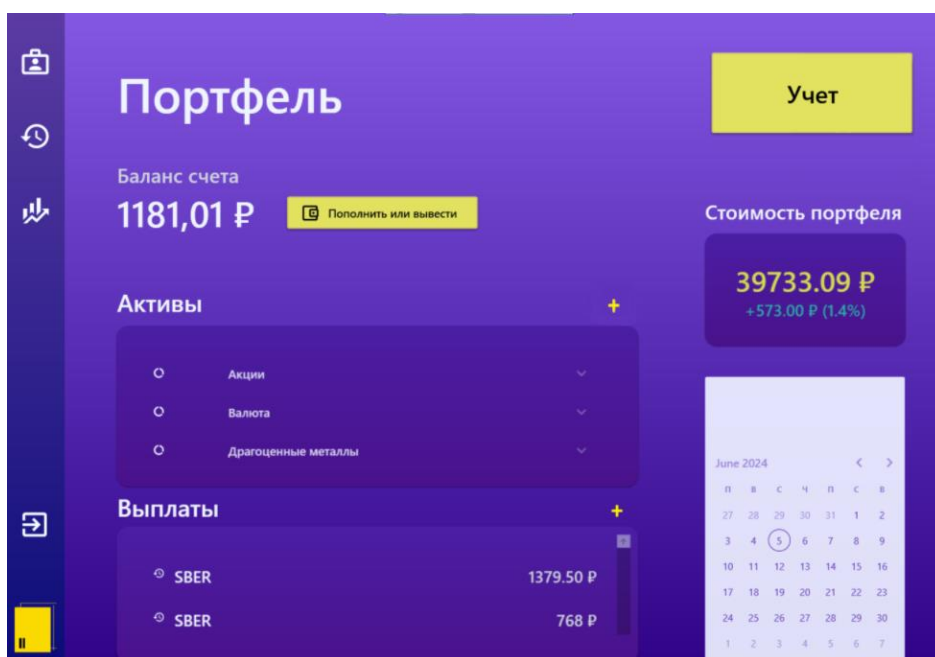 Портфель
Учет
Баланс счета
1181,01 ₽
Пополнить или вывести
Стоимость портфеля
39733.09 ₽
+573.00 ₽ (1.4%)
Активы
+
Акции
Валюта
Драгоценные металлы
Выплаты
+
SBER 1379.50 ₽
SBER 768 ₽
June 2024
П В С Ч П С В
27 28 29 30 31 1 2
3 4 5 6 7 8 9
10 11 12 13 14 15 16
17 18 19 20 21 22 23
24 25 26 27 28 29 30
1 2 3 4 5 6 7